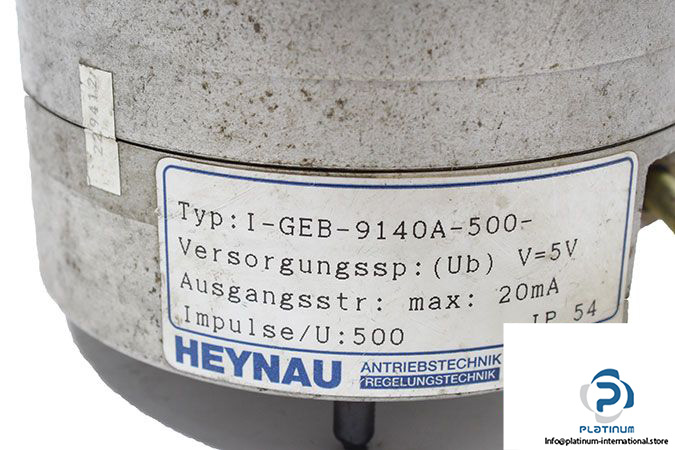 229412
Typ: I-GEB-9140A-500-
Versorgungssp: (Ub) V=5V
Ausgangsstr: max: 20mA
Impulse/U:500
IP 54
HEYNAU
ANTRIEBSTECHNIK
REGELUNGSTECHNIK
PLATINUM
Info@platinum-international.store